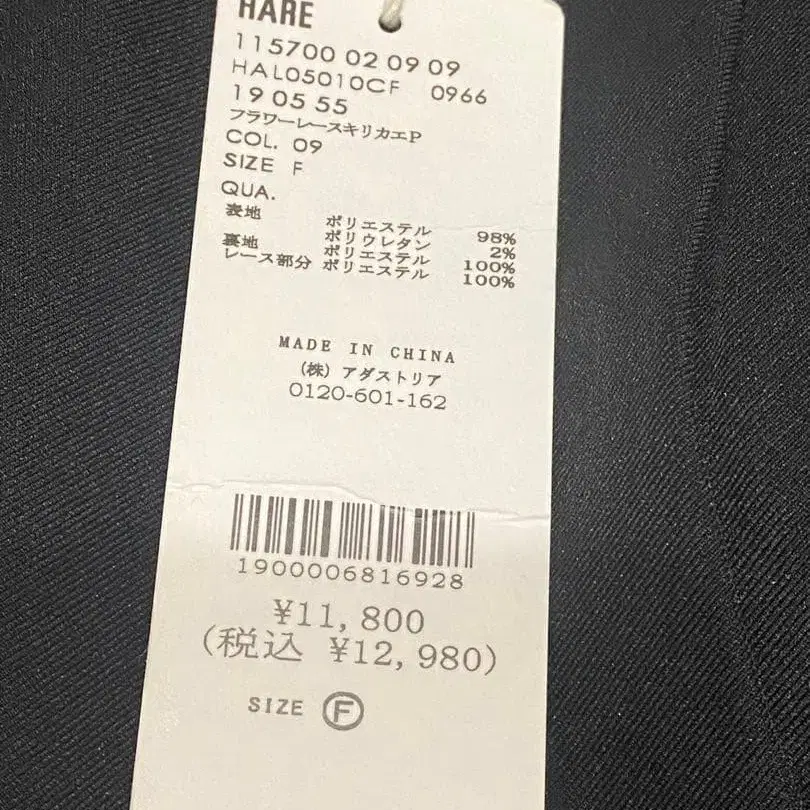 HARE
115700 02 09 09
HAL05010CF 0966
19 05 55
フラワーレースキリカエP
COL. 09
SIZE F
QUA.
表地 ポリエステル 98%
ポリウレタン 2%
裏地 ポリエステル 100%
レース部分 ポリエステル 100%
MADE IN CHINA
(株) アダストリア
0120-601-162
1900006816928
¥11,800
(税込 ¥12,980)
SIZE F